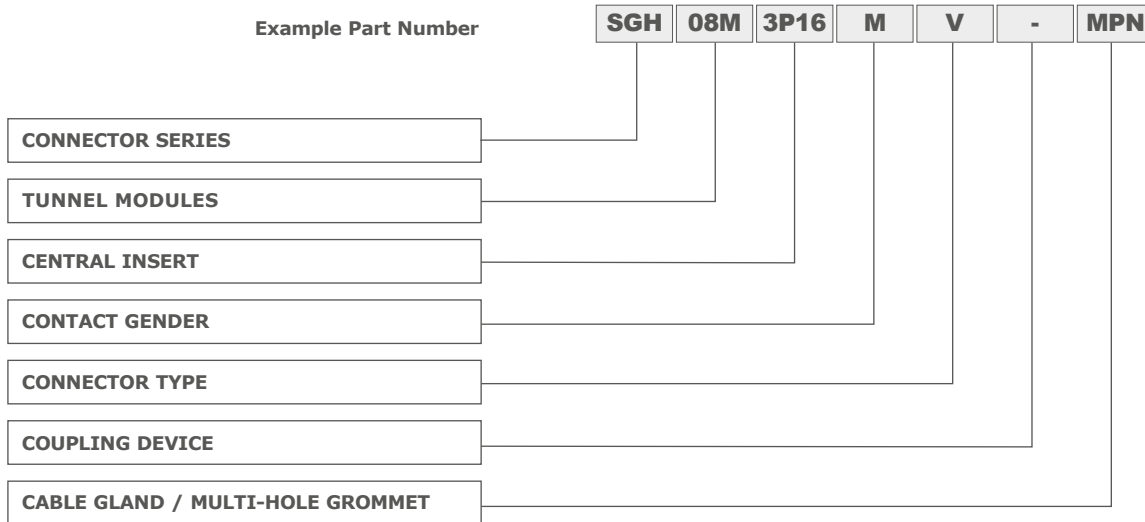 Example Part Number SGH 08M 3P16 M V - MPN
CONNECTOR SERIES
TUNNEL MODULES
CENTRAL INSERT
CONTACT GENDER
CONNECTOR TYPE
COUPLING DEVICE
CABLE GLAND / MULTI-HOLE GROMMET